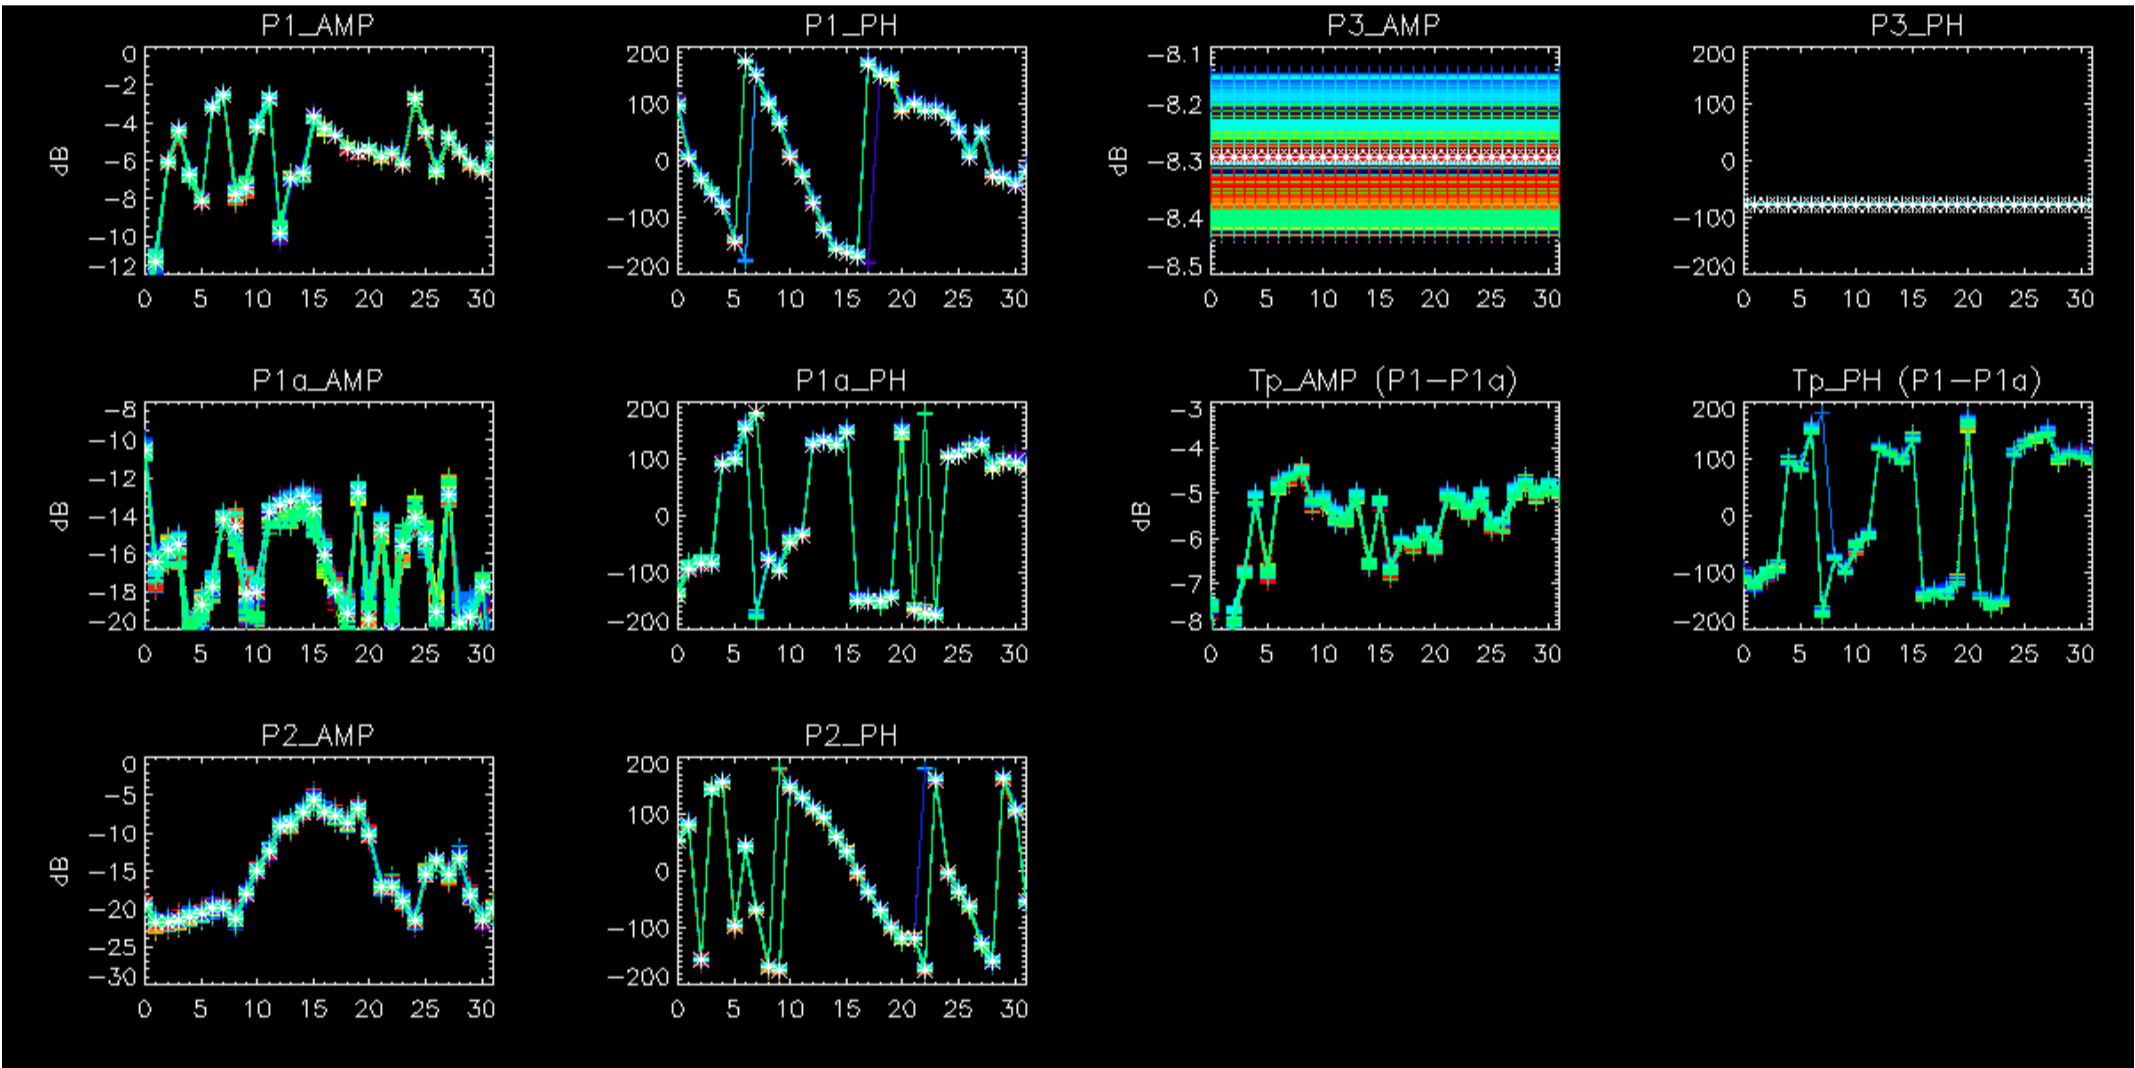 P1_AMP
P1_PH
P3_AMP
P3_PH
0
-2
-4
-6
-8
-10
-12
dB
0 5 10 15 20 25 30
200
100
0
-100
-200
0 5 10 15 20 25 30
-8.1
-8.2
-8.3
-8.4
-8.5
dB
0 5 10 15 20 25 30
200
100
0
-100
-200
0 5 10 15 20 25 30
P1a_AMP
P1a_PH
Tp_AMP (P1-P1a)
Tp_PH (P1-P1a)
-8
-10
-12
-14
-16
-18
-20
dB
0 5 10 15 20 25 30
200
100
0
-100
-200
0 5 10 15 20 25 30
-3
-4
-5
-6
-7
-8
dB
0 5 10 15 20 25 30
200
100
0
-100
-200
0 5 10 15 20 25 30
P2_AMP
P2_PH
0
-5
-10
-15
-20
-25
-30
dB
0 5 10 15 20 25 30
200
100
0
-100
-200
0 5 10 15 20 25 30